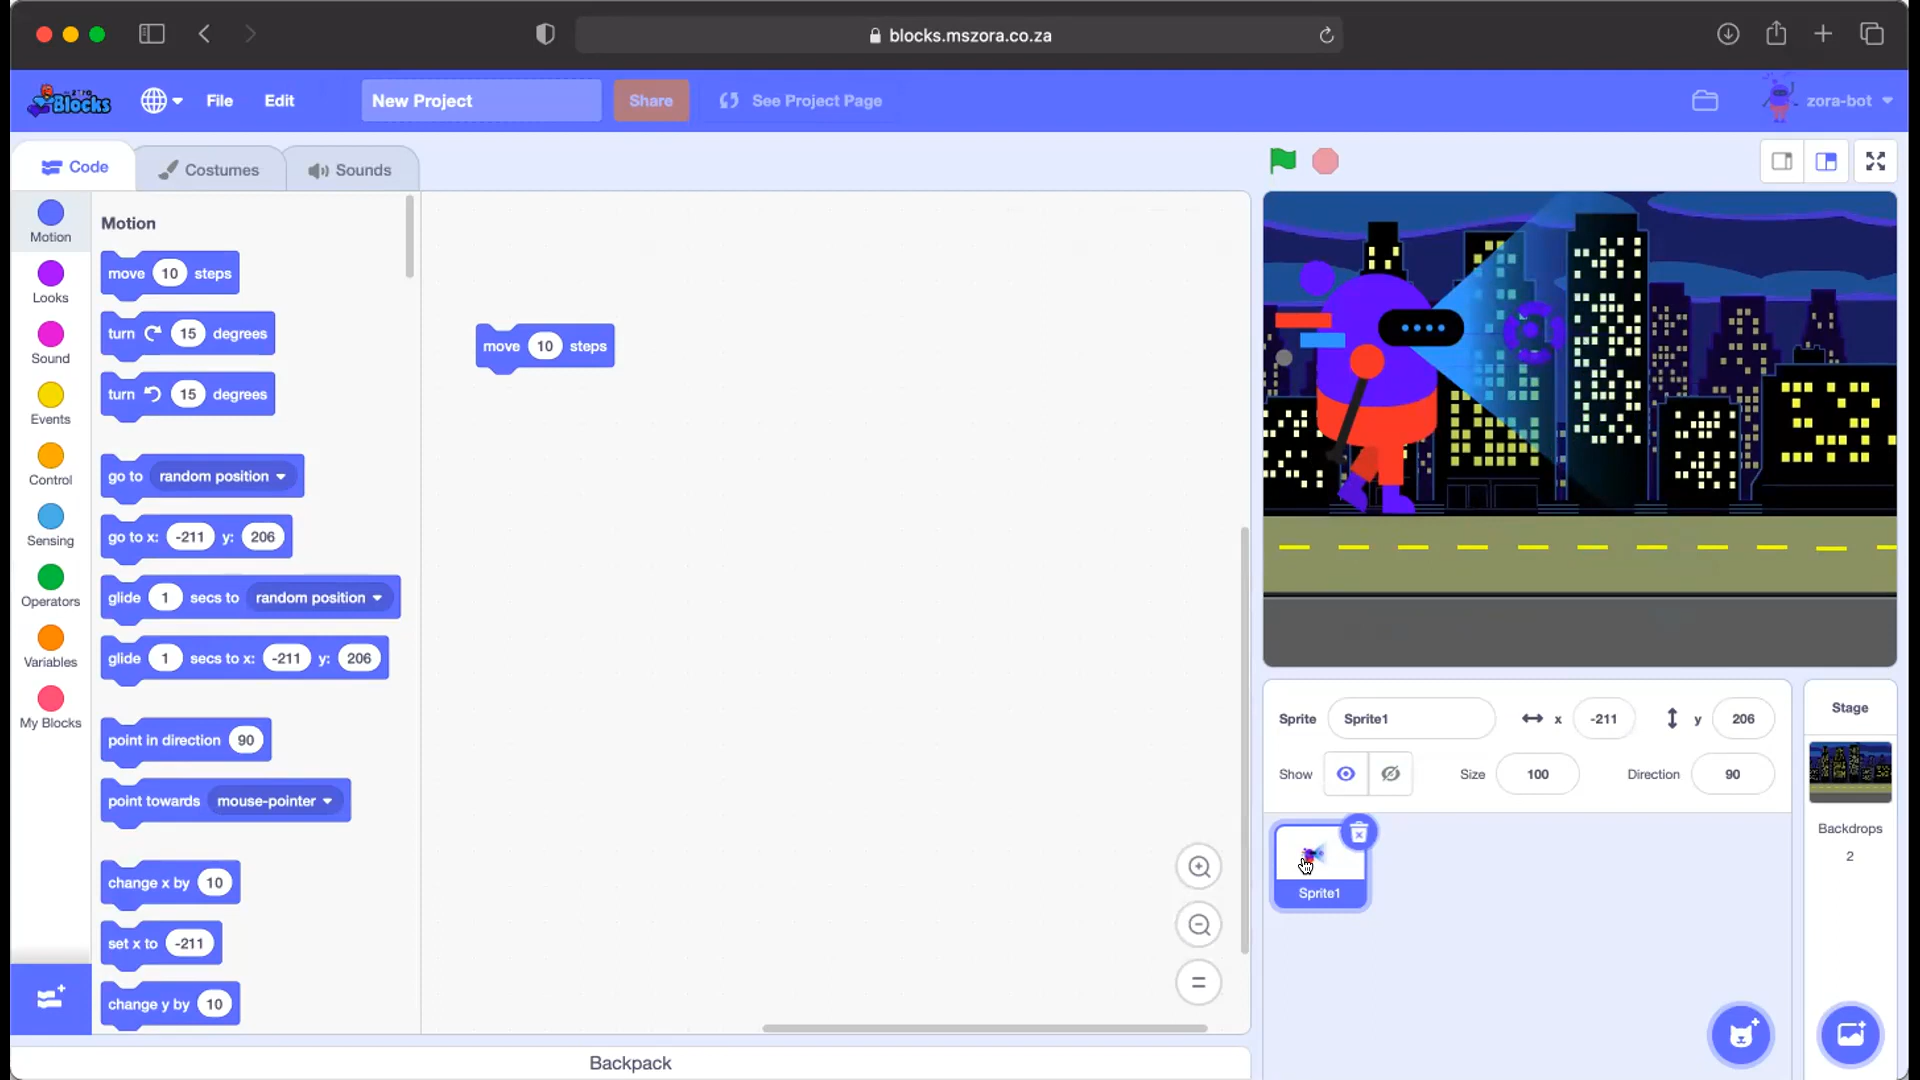 blocks.mszora.co.za
Blocks
File
Edit
New Project
Share
See Project Page
zora-bot
Code
Costumes
Sounds
Motion
Looks
Sound
Events
Control
Sensing
Operators
Variables
My Blocks
Motion
move 10 steps
turn 15 degrees
turn 15 degrees
go to random position
go to x: -211 y: 206
glide 1 secs to random position
glide 1 secs to x: -211 y: 206
point in direction 90
point towards mouse-pointer
change x by 10
set x to -211
change y by 10
move 10 steps
Backpack
Sprite Sprite1 x -211 y 206
Show Size 100 Direction 90
Sprite1
Stage
Backdrops
2